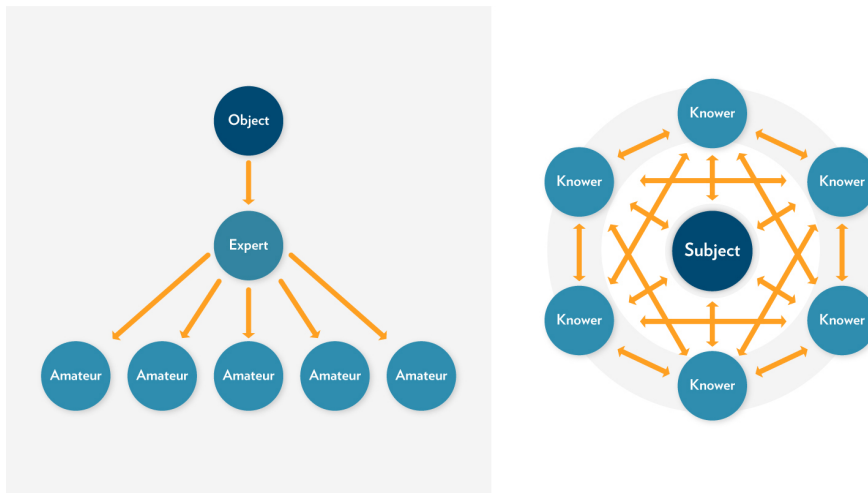 Object
Expert
Amateur
Amateur
Amateur
Amateur
Amateur
Knower
Knower
Knower
Subject
Knower
Knower
Knower